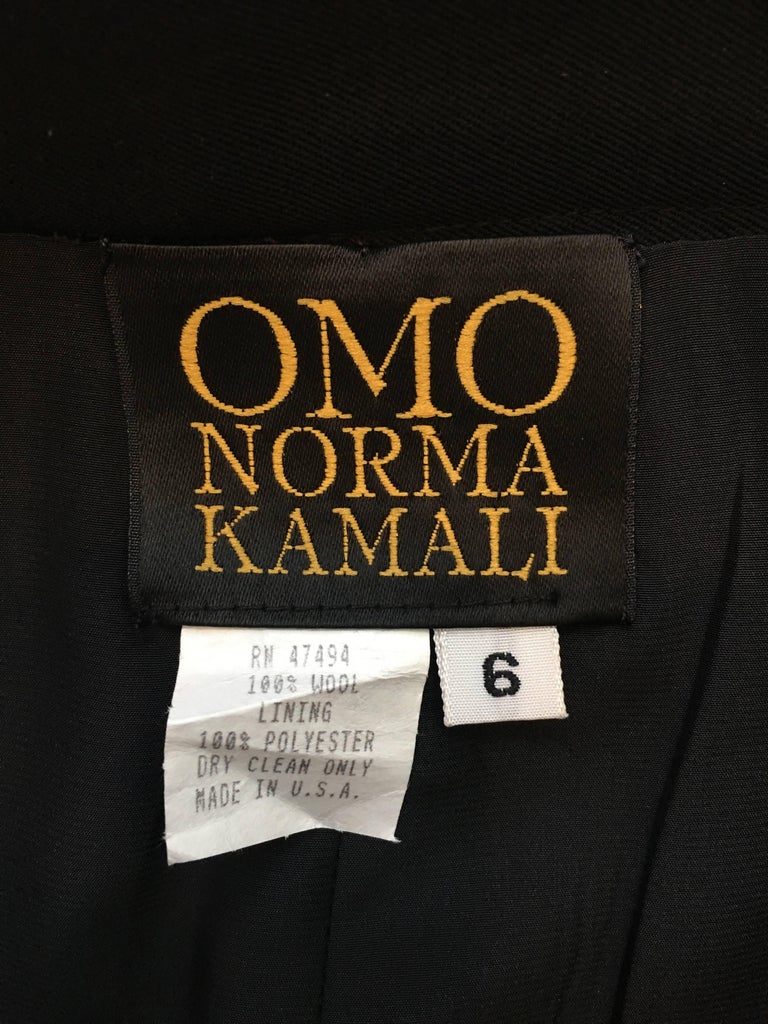 OMO
NORMA
KAMALI
RN 47494
100% WOOL
LINING
100% POLYESTER
DRY CLEAN ONLY
MADE IN U.S.A.
6